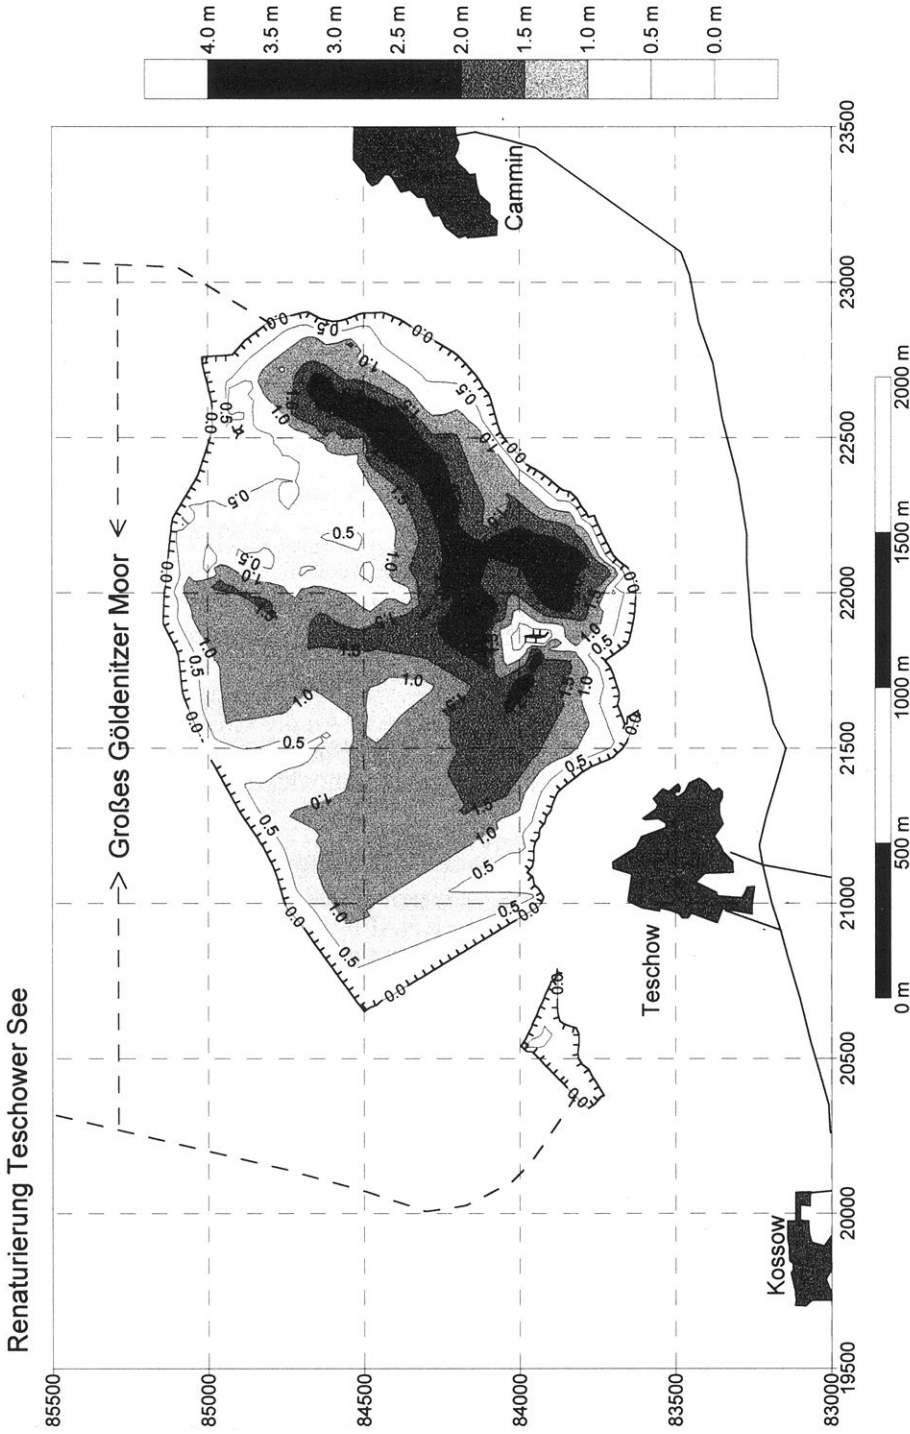 Renaturierung Teschower See
--> Großes Göldenitzer Moor <--
Cammin
Teschow
Kossow
85500
85000
84500
84000
83500
83000
19500
20000
20500
21000
21500
22000
22500
23000
23500
4.0 m
3.5 m
3.0 m
2.5 m
2.0 m
1.5 m
1.0 m
0.5 m
0.0 m
0 m
500 m
1000 m
1500 m
2000 m
0.0
0.5
1.0
1.5